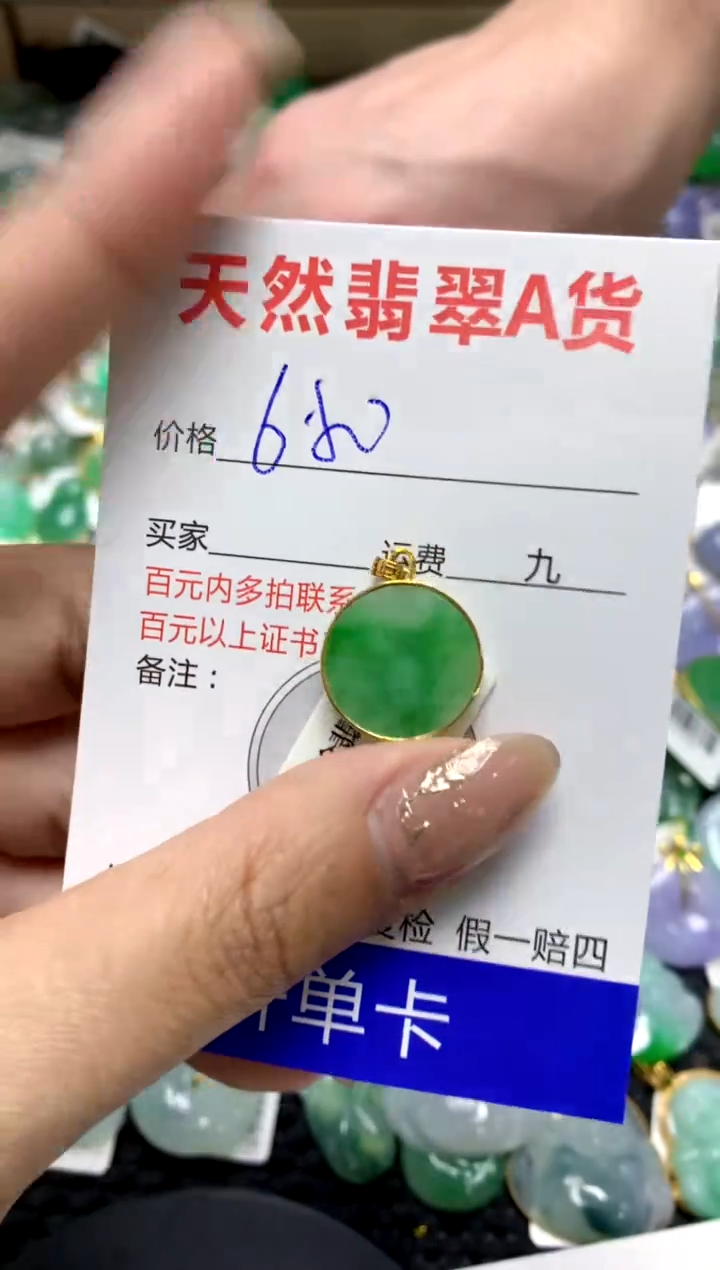 天然翡翠A货
价格 680
买家 运费 九
百元内多拍联系
百元以上证书
备注：
检 假一赔四
单卡